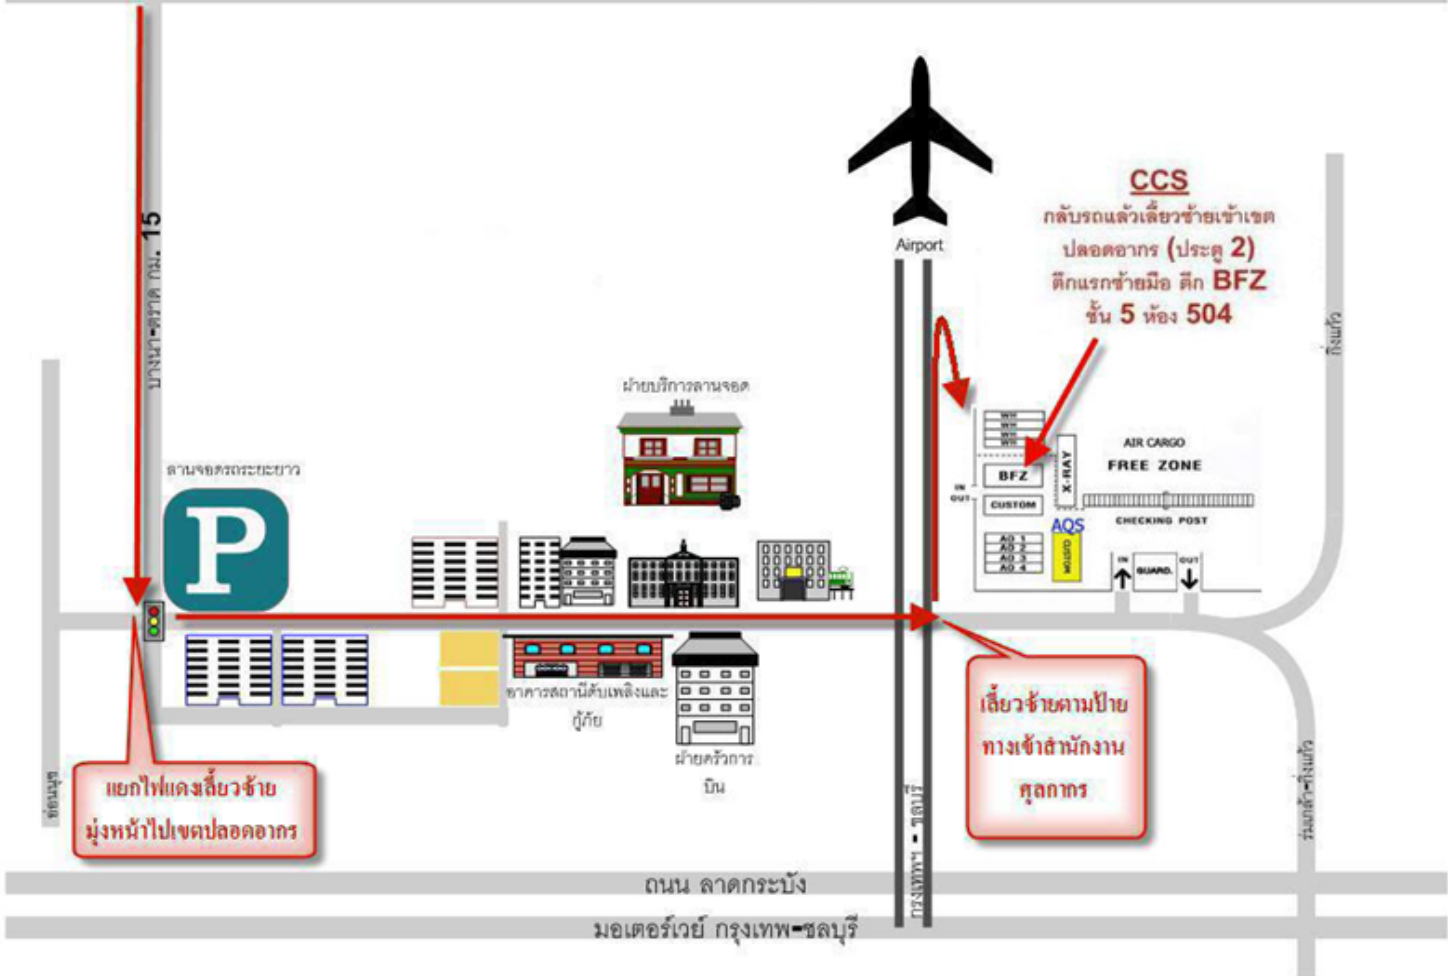 Airport
CCS
กลับรถแล้วเลี้ยวซ้ายเข้าเขต
ปลอดอากร (ประตู 2)
ตึกแรกซ้ายมือ ตึก BFZ
ชั้น 5 ห้อง 504
บางนา-ตราด กม. 15
กิ่งแก้ว
ฝ่ายบริการลานจอด
ลานจอดรถระยะยาว
P
WH
WH
WH
WH
BFZ
X-RAY
AIR CARGO
FREE ZONE
IN
OUT
CUSTOM
CHECKING POST
AQS
CUSTOM
AO 1
AO 2
AO 3
AO 4
IN
GUARD.
OUT
อาคารสถานีดับเพลิงและ
กู้ภัย
ฝ่ายครัวการ
บิน
เลี้ยวซ้ายตามป้าย
ทางเข้าสำนักงาน
ศุลกากร
อ่อนนุช
แยกไฟแดงเลี้ยวซ้าย
มุ่งหน้าไปเขตปลอดอากร
กรุงเทพฯ - ชลบุรี
ร่มเกล้า-กิ่งแก้ว
ถนน ลาดกระบัง
มอเตอร์เวย์ กรุงเทพ-ชลบุรี